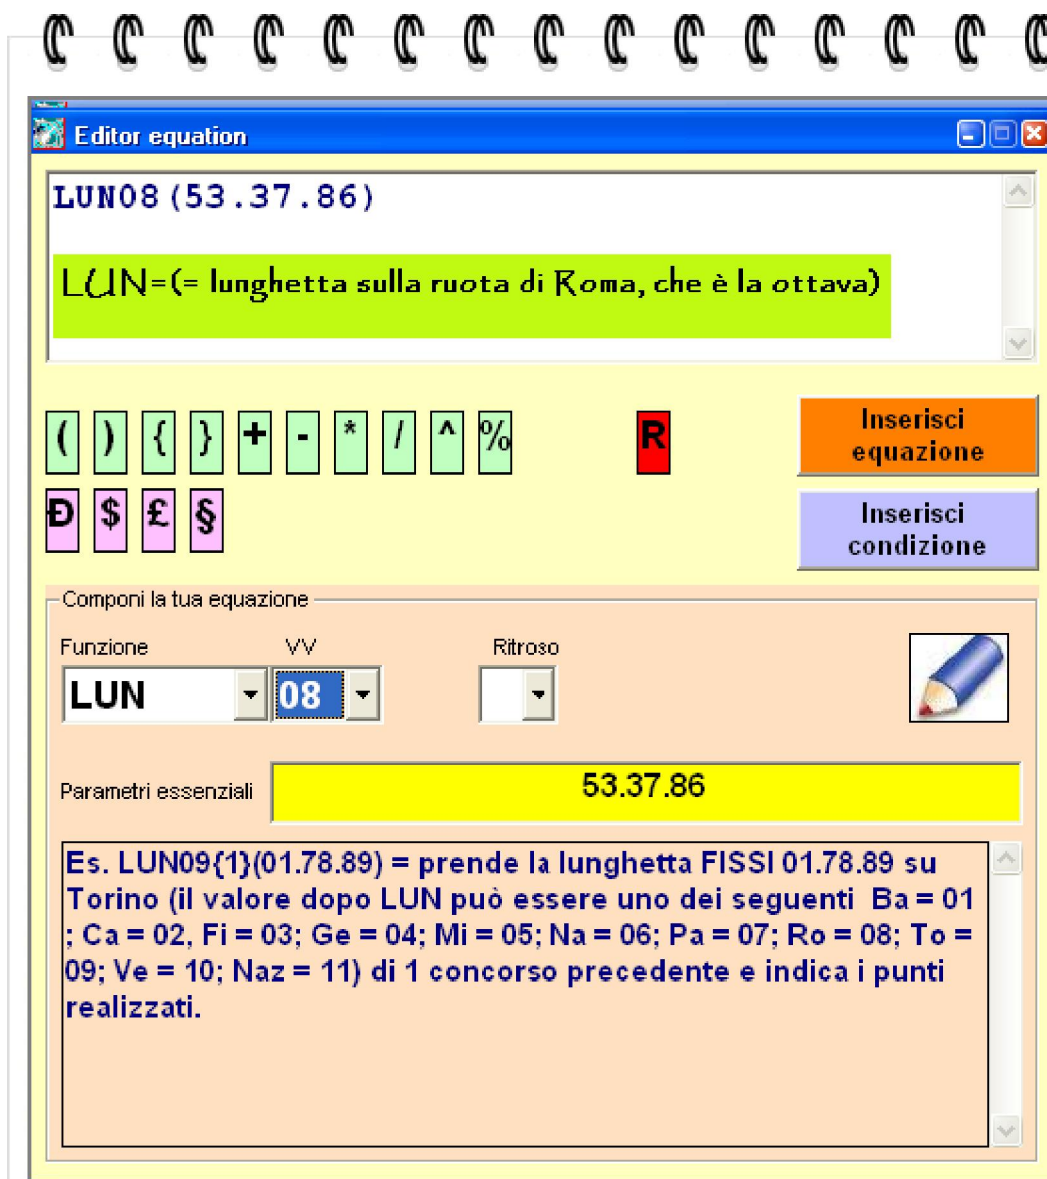 Editor equation
LUN08(53.37.86)
LUN=(= lunghetta sulla ruota di Roma, che è la ottava)
( ) { } + - * / ^ % R
Inserisci
equazione
Đ $ £ §
Inserisci
condizione
Componi la tua equazione
Funzione VV Ritroso
LUN 08
Parametri essenziali 53.37.86
Es. LUN09{1}(01.78.89) = prende la lunghetta FISSI 01.78.89 su
Torino (il valore dopo LUN può essere uno dei seguenti Ba = 01
; Ca = 02, Fi = 03; Ge = 04; Mi = 05; Na = 06; Pa = 07; Ro = 08; To =
09; Ve = 10; Naz = 11) di 1 concorso precedente e indica i punti
realizzati.